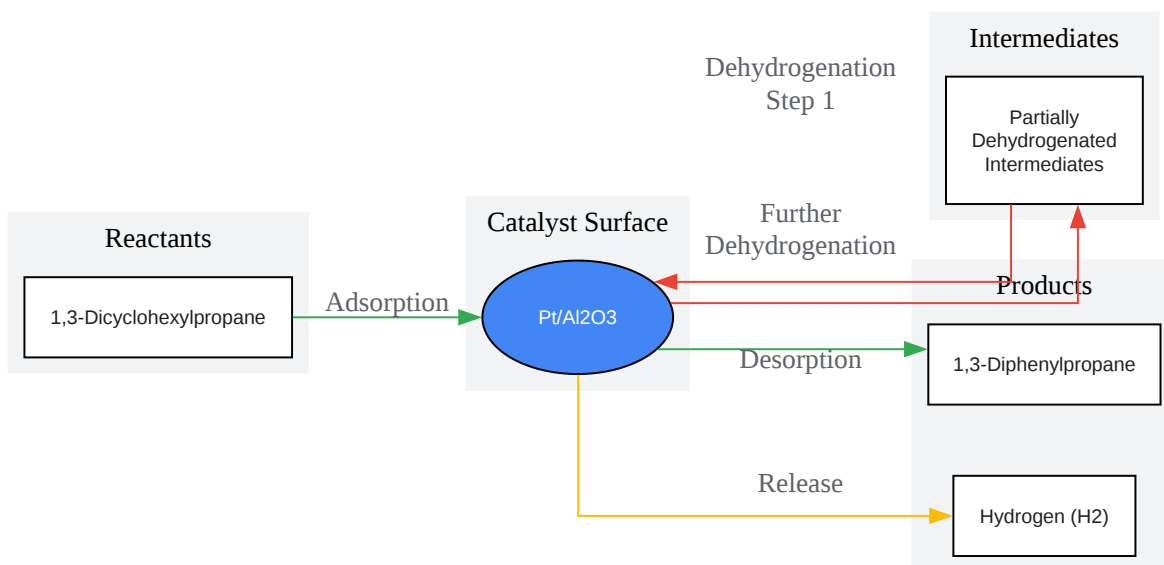 Intermediates
Dehydrogenation
Step 1
Partially
Dehydrogenated
Intermediates
Further
Dehydrogenation
Catalyst Surface
Reactants
Products
1,3-Dicyclohexylpropane
Adsorption
Pt/Al2O3
Desorption
1,3-Diphenylpropane
Release
Hydrogen (H2)